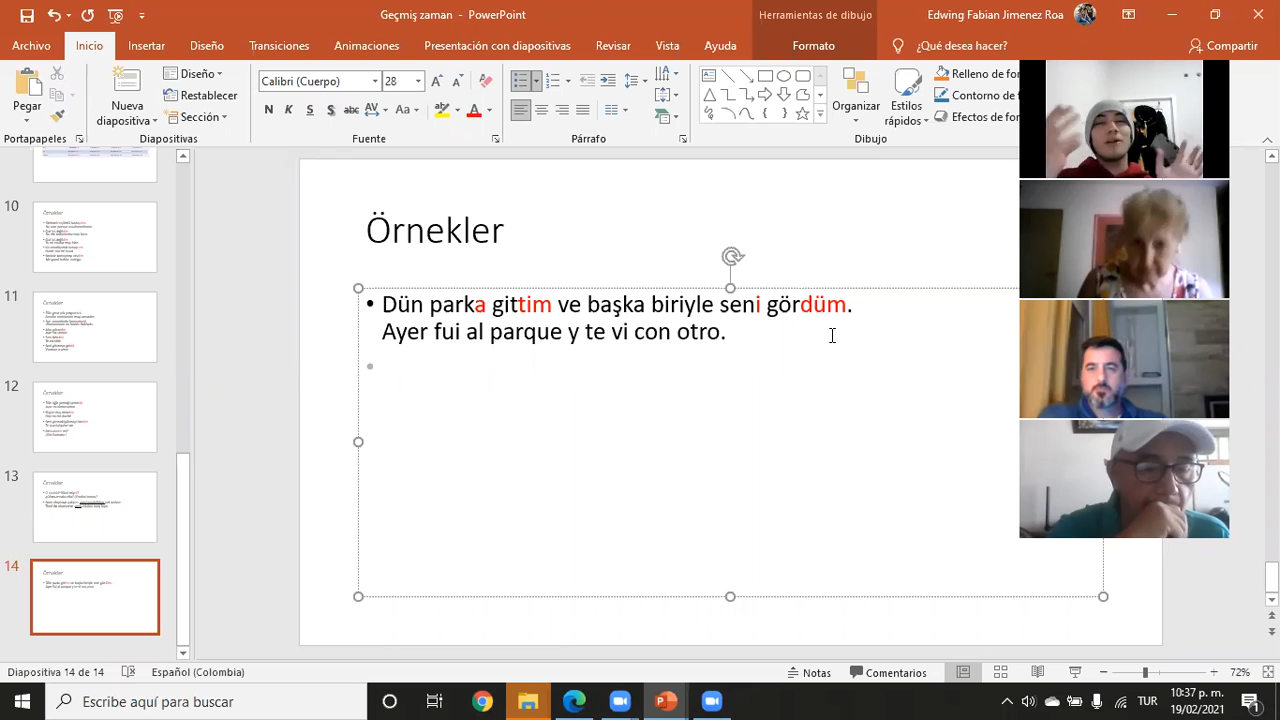 Geçmiş zaman - PowerPoint
Herramientas de dibujo
Edwing Fabian Jimenez Roa
Archivo Inicio Insertar Diseño Transiciones Animaciones Presentación con diapositivas Revisar Vista Ayuda Formato ¿Qué desea hacer? Compartir
Pegar
Nueva diapositiva
Diseño
Restablecer
Sección
Calibri (Cuerpo) 28
N K S abc AV Aa
Organizar
Estilos rápidos
Relleno de f
Contorno de f
Efectos de for
Portapapeles Diapositivas Fuente Párrafo Dibujo
10
11
12
13
14
Örnekler
• Dün parka gittim ve başka biriyle seni gördüm.
Ayer fui al parque y te vi con otro.
Diapositiva 14 de 14 Español (Colombia) Notas Comentarios 72%
Escribe aquí para buscar
TUR
10:37 p. m.
19/02/2021